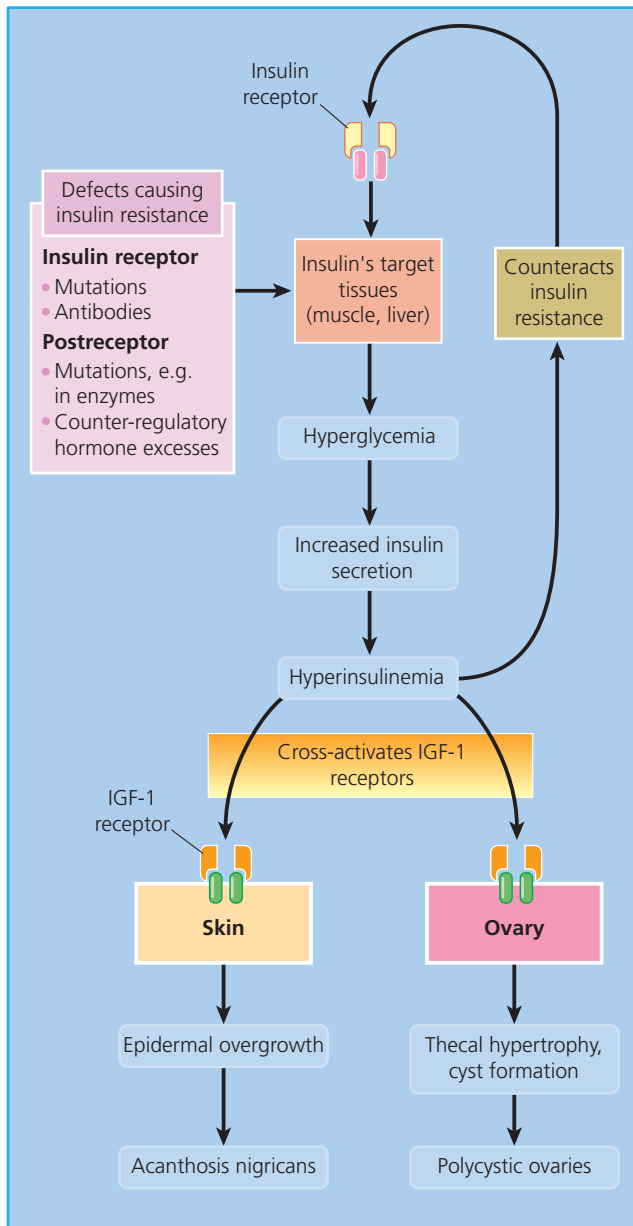 Insulin
receptor
Defects causing
insulin resistance
Insulin receptor
• Mutations
• Antibodies
Postreceptor
• Mutations, e.g.
in enzymes
• Counter-regulatory
hormone excesses
Insulin's target
tissues
(muscle, liver)
Counteracts
insulin
resistance
Hyperglycemia
Increased insulin
secretion
Hyperinsulinemia
Cross-activates IGF-1
receptors
IGF-1
receptor
Skin
Ovary
Epidermal overgrowth
Thecal hypertrophy,
cyst formation
Acanthosis nigricans
Polycystic ovaries